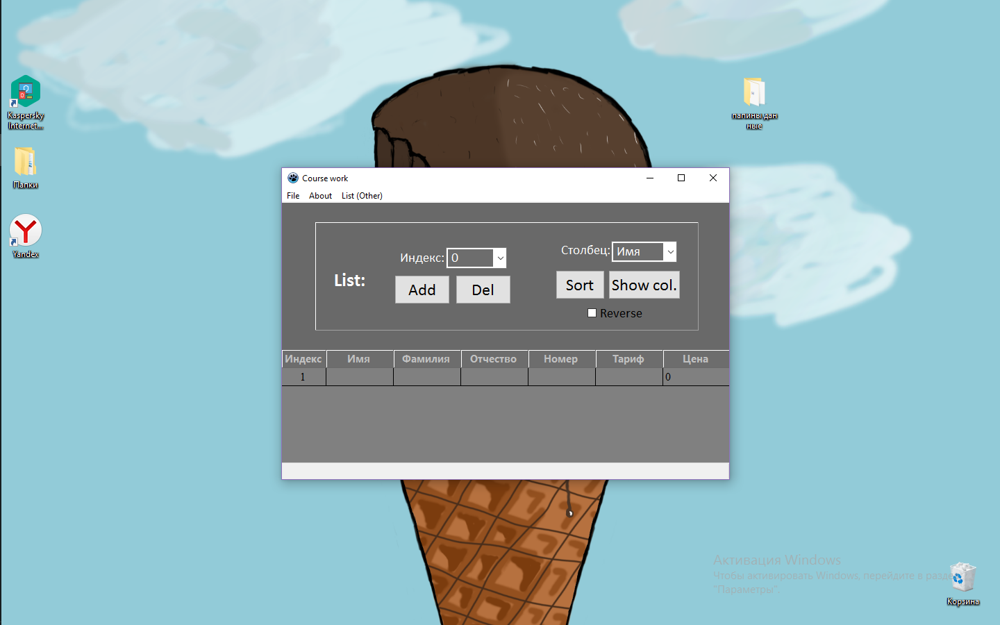 Kaspersky
Internet...
Папки
Yandex
папины дан
ные
Course work
File About List (Other)
List:
Индекс: 0
Add Del
Столбец: Имя
Sort Show col.
Reverse
Индекс Имя Фамилия Отчество Номер Тариф Цена
1 0
Активация Windows
Чтобы активировать Windows, перейдите в разде
"Параметры".
Корзина